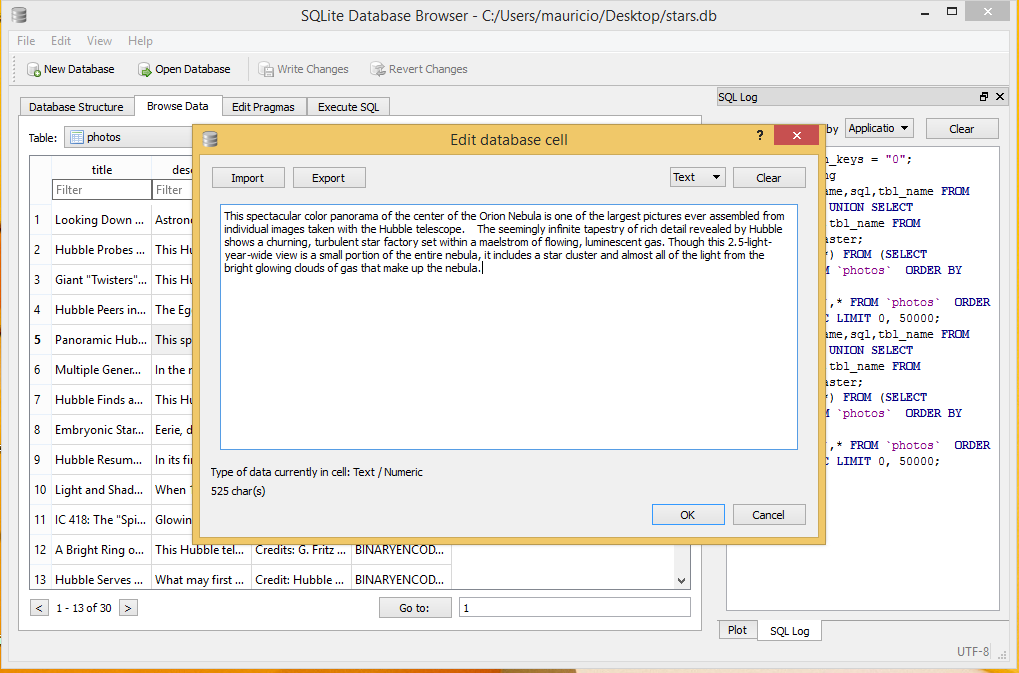 SQLite Database Browser - C:/Users/mauricio/Desktop/stars.db
File Edit View Help
New Database Open Database Write Changes Revert Changes
Database Structure Browse Data Edit Pragmas Execute SQL
Table: photos
title
Filter Filter
1 Looking Down ... Astron
2 Hubble Probes ... This Hu
3 Giant "Twisters"... This Hu
4 Hubble Peers in... The Eg
5 Panoramic Hub... This sp
6 Multiple Gener... In the n
7 Hubble Finds a... This Hu
8 Embryonic Star... Eerie, d
9 Hubble Resum... In its fi
10 Light and Shad... When
11 IC 418: The "Spi... Glowin
12 A Bright Ring o... This Hubble tel... Credits: G. Fritz ... BINARYENCOD...
13 Hubble Serves ... What may first ... Credit: Hubble ... BINARYENCOD...
< 1 - 13 of 30 > Go to: 1
Edit database cell ?
Import Export Text Clear
This spectacular color panorama of the center of the Orion Nebula is one of the largest pictures ever assembled from
individual images taken with the Hubble telescope. The seemingly infinite tapestry of rich detail revealed by Hubble
shows a churning, turbulent star factory set within a maelstrom of flowing, luminescent gas. Though this 2.5-light-
year-wide view is a small portion of the entire nebula, it includes a star cluster and almost all of the light from the
bright glowing clouds of gas that make up the nebula.
Type of data currently in cell: Text / Numeric
525 char(s)
OK Cancel
SQL Log
by Applicatio Clear
n_keys = "0";
ng
ame,sql,tbl_name FROM
UNION SELECT
tbl_name FROM
aster;
*) FROM (SELECT
M `photos` ORDER BY
,* FROM `photos` ORDER
C LIMIT 0, 50000;
ame,sql,tbl_name FROM
UNION SELECT
tbl_name FROM
aster;
*) FROM (SELECT
M `photos` ORDER BY
,* FROM `photos` ORDER
C LIMIT 0, 50000;
Plot SQL Log
UTF-8